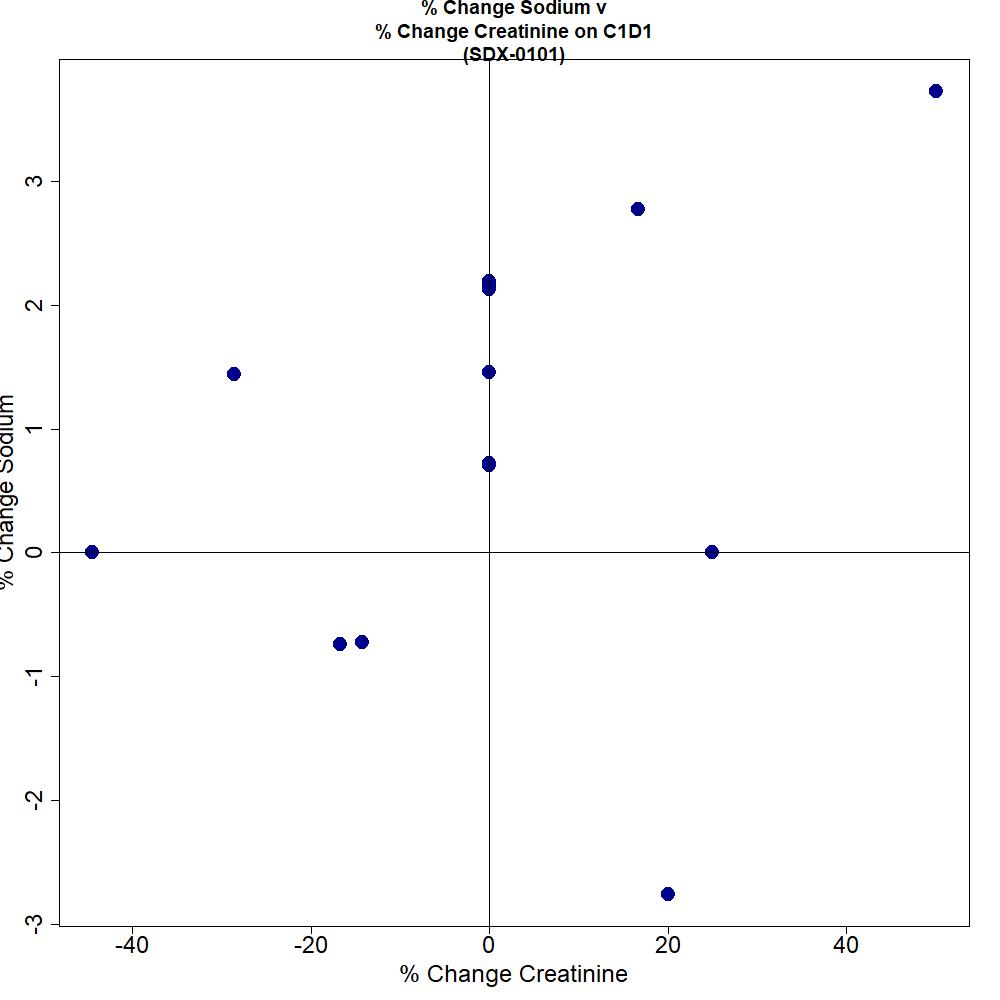 % Change Sodium v
% Change Creatinine on C1D1
(SDX-0101)
3
2
1
0
-1
-2
-3
% Change Sodium
-40 -20 0 20 40
% Change Creatinine